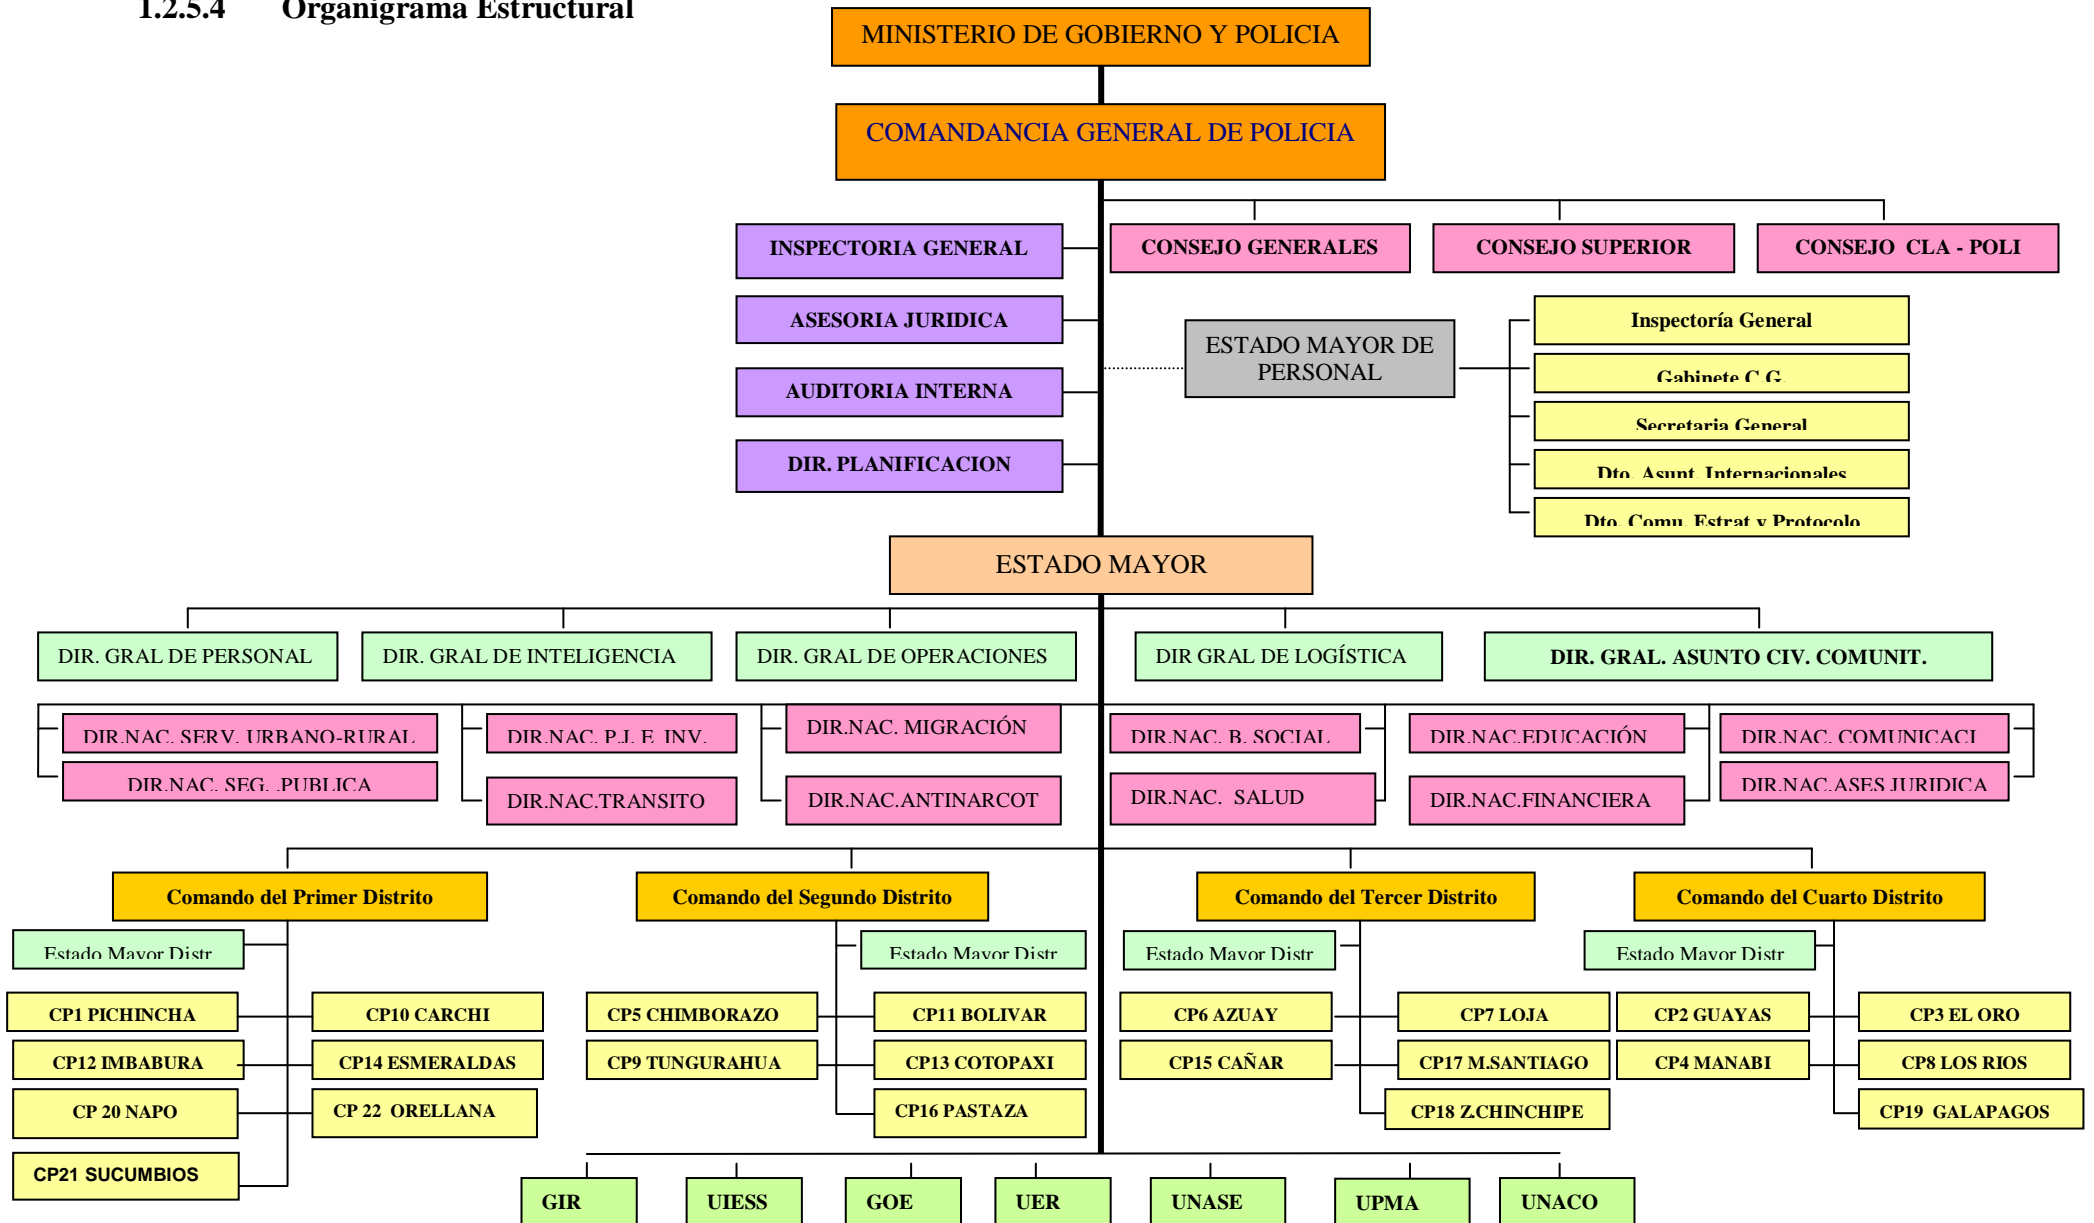 1.2.5.4 Organigrama Estructural
MINISTERIO DE GOBIERNO Y POLICIA
COMANDANCIA GENERAL DE POLICIA
INSPECTORIA GENERAL
CONSEJO GENERALES
CONSEJO SUPERIOR
CONSEJO CLA - POLI
ASESORIA JURIDICA
AUDITORIA INTERNA
DIR. PLANIFICACION
ESTADO MAYOR DE
PERSONAL
Inspectoría General
Gabinete C.G.
Secretaria General
Dto. Asunt. Internacionales
Dto. Comu. Estrat y Protocolo
ESTADO MAYOR
DIR. GRAL DE PERSONAL
DIR. GRAL DE INTELIGENCIA
DIR. GRAL DE OPERACIONES
DIR GRAL DE LOGÍSTICA
DIR. GRAL. ASUNTO CIV. COMUNIT.
DIR.NAC. SERV. URBANO-RURAL
DIR.NAC. P.J. E INV.
DIR.NAC. MIGRACIÓN
DIR.NAC. B. SOCIAL
DIR.NAC.EDUCACIÓN
DIR.NAC. COMUNICACI
DIR.NAC. SEG. .PUBLICA
DIR.NAC.TRANSITO
DIR.NAC.ANTINARCOT
DIR.NAC. SALUD
DIR.NAC.FINANCIERA
DIR.NAC.ASES.JURIDICA
Comando del Primer Distrito
Comando del Segundo Distrito
Comando del Tercer Distrito
Comando del Cuarto Distrito
Estado Mayor Distr
Estado Mayor Distr
Estado Mayor Distr
Estado Mayor Distr
CP1 PICHINCHA
CP10 CARCHI
CP5 CHIMBORAZO
CP11 BOLIVAR
CP6 AZUAY
CP7 LOJA
CP2 GUAYAS
CP3 EL ORO
CP12 IMBABURA
CP14 ESMERALDAS
CP9 TUNGURAHUA
CP13 COTOPAXI
CP15 CAÑAR
CP17 M.SANTIAGO
CP4 MANABI
CP8 LOS RIOS
CP 20 NAPO
CP 22 ORELLANA
CP16 PASTAZA
CP18 Z.CHINCHIPE
CP19 GALAPAGOS
CP21 SUCUMBIOS
GIR
UIESS
GOE
UER
UNASE
UPMA
UNACO